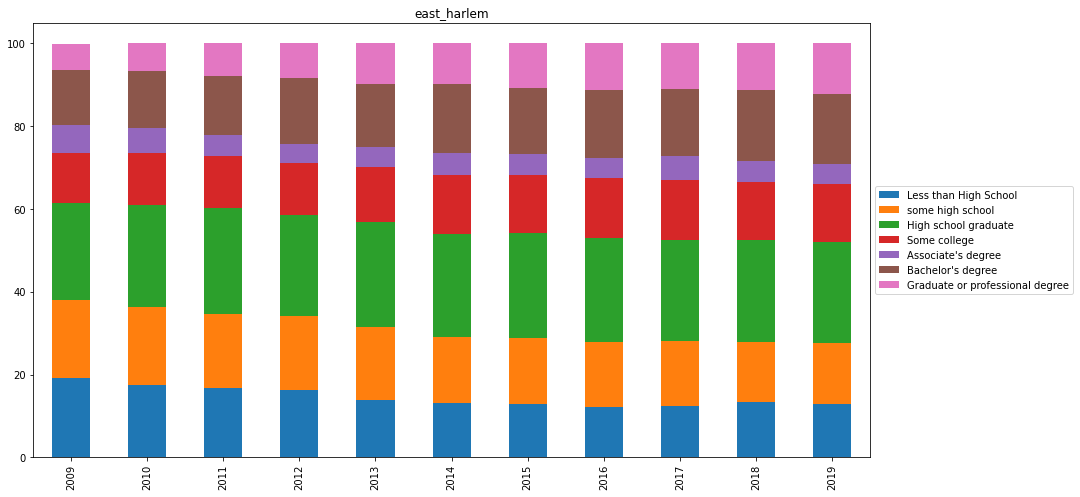 east_harlem
100
80
60
40
20
0
2009
2010
2011
2012
2013
2014
2015
2016
2017
2018
2019
Less than High School
some high school
High school graduate
Some college
Associate's degree
Bachelor's degree
Graduate or professional degree